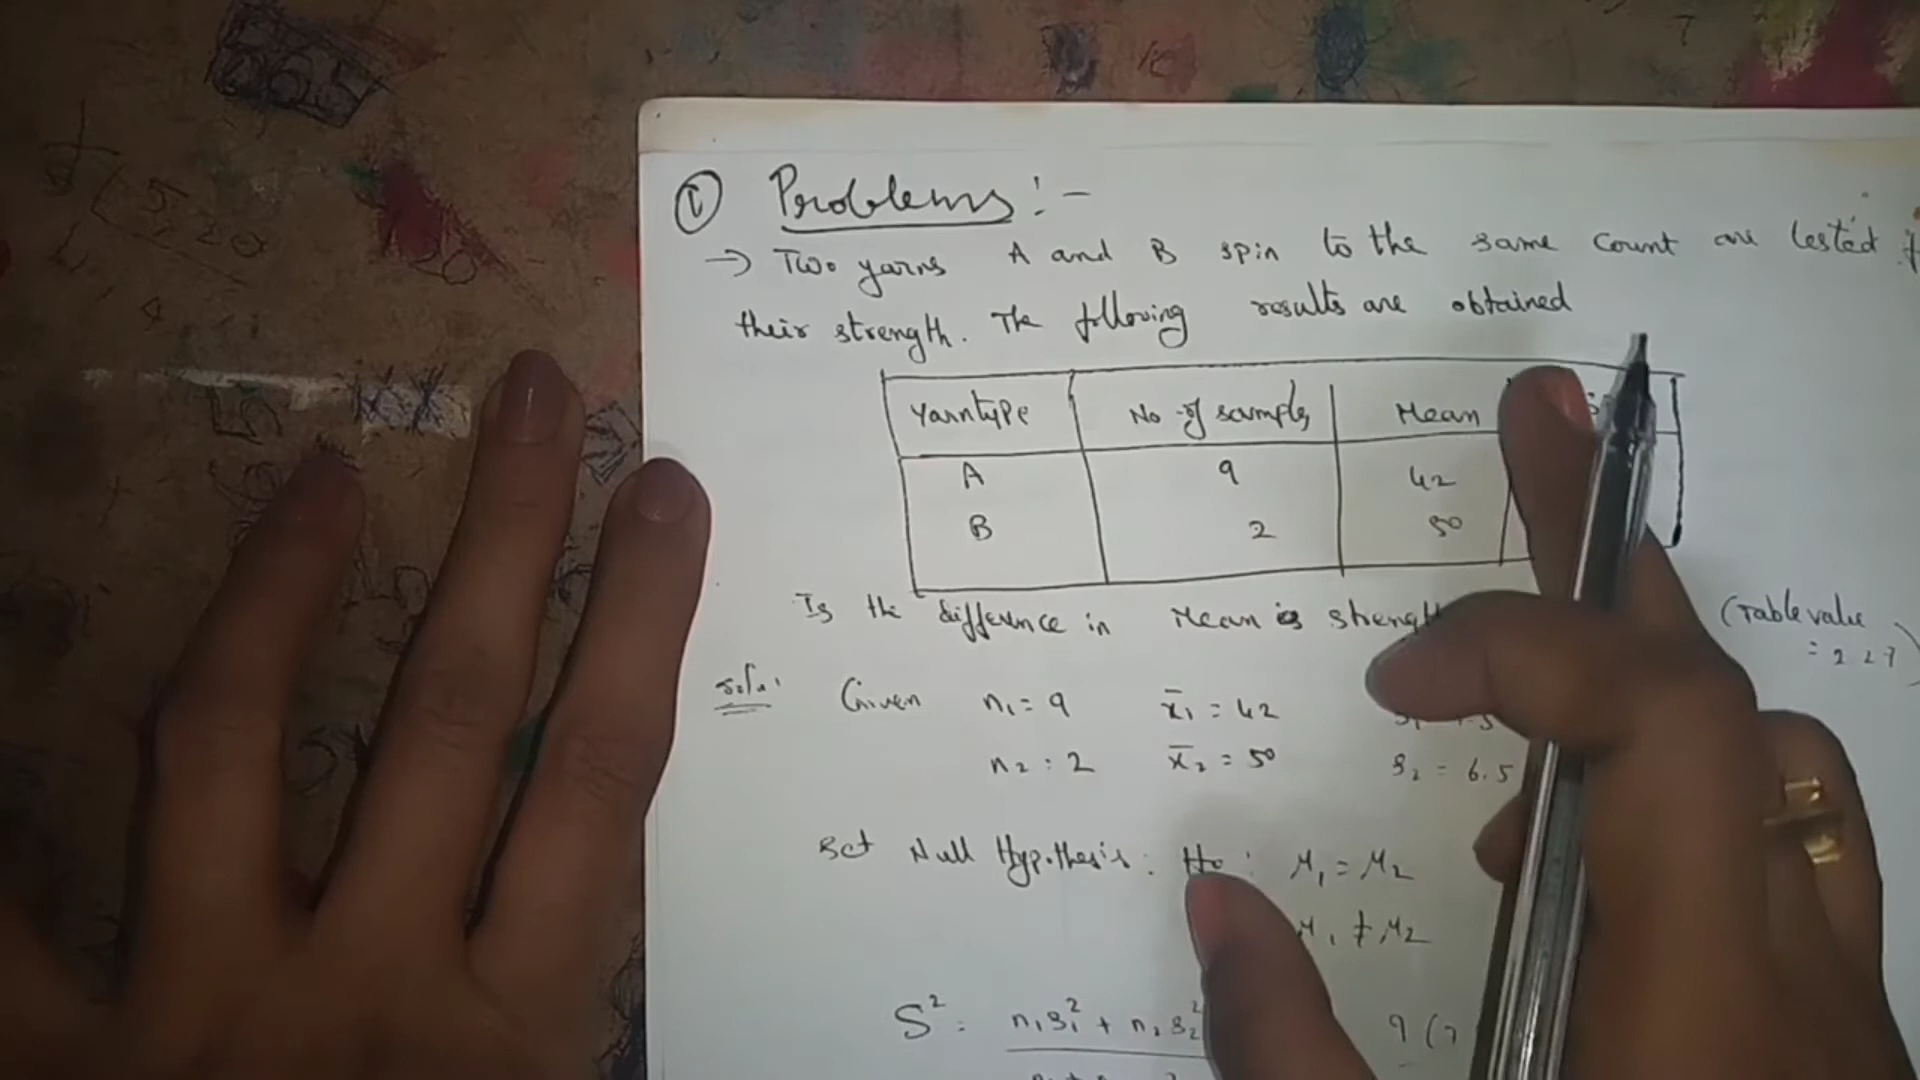 ① Problems :-
→ Two yarns A and B spin to the same count are tested
their strength. The following results are obtained
Yarntype No of samples Mean
A 9 42
B 2 50
Is the difference in Mean is strength
(Table value
= 2 27)
Soln: Given n₁ = 9 x̄₁ = 42
n₂ : 2 x̄₂ = 50 S₂ = 6.5
Set Null Hypothesis : H₀ : μ₁ = μ₂
μ₁ ≠ μ₂
S² = n₁s₁² + n₂s₂² 9 (7